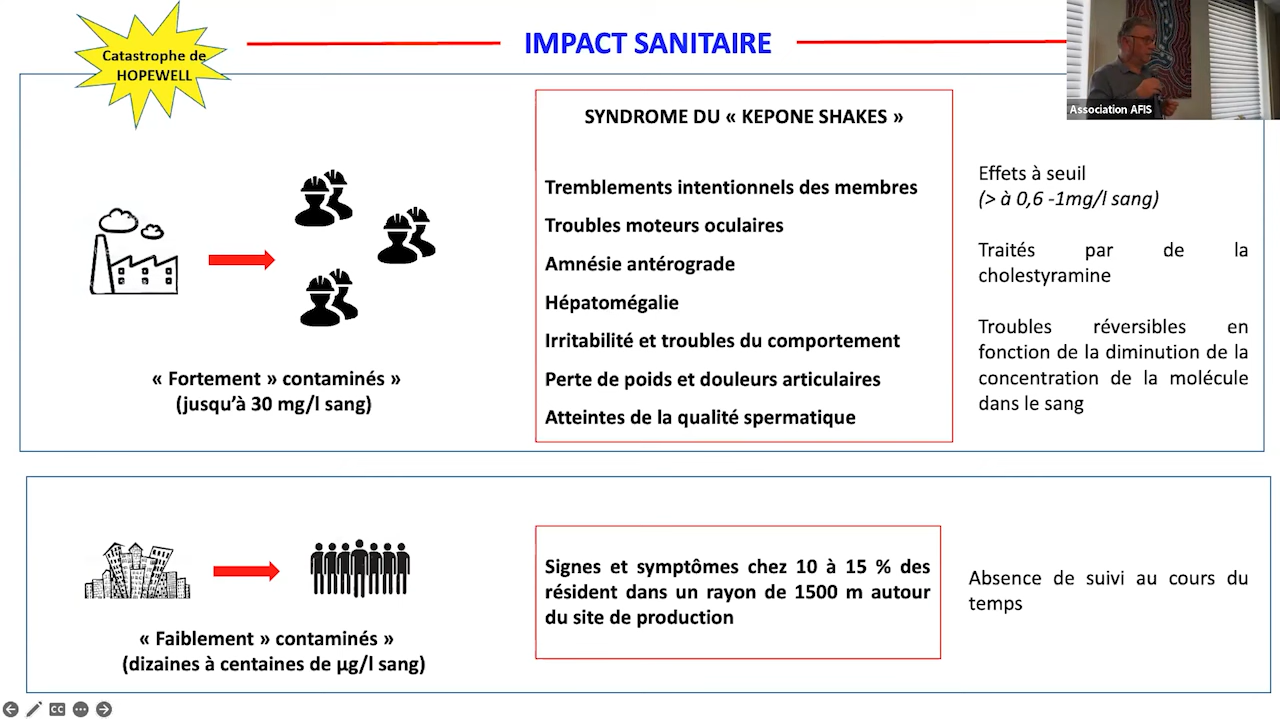 Catastrophe de
HOPEWELL
IMPACT SANITAIRE
Association AFIS
SYNDROME DU « KEPONE SHAKES »
Tremblements intentionnels des membres
Troubles moteurs oculaires
Amnésie antérograde
Hépatomégalie
Irritabilité et troubles du comportement
Perte de poids et douleurs articulaires
Atteintes de la qualité spermatique
« Fortement » contaminés »
(jusqu’à 30 mg/l sang)
Effets à seuil
(> à 0,6 -1mg/l sang)
Traités par de la
cholestyramine
Troubles réversibles en
fonction de la diminution de la
concentration de la molécule
dans le sang
« Faiblement » contaminés »
(dizaines à centaines de µg/l sang)
Signes et symptômes chez 10 à 15 % des
résident dans un rayon de 1500 m autour
du site de production
Absence de suivi au cours du
temps
CC